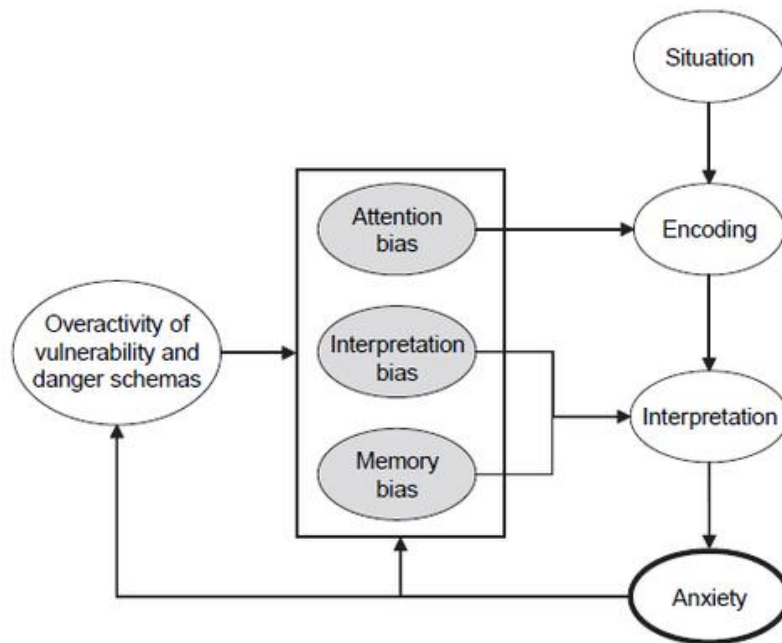 Situation
Attention
bias
Encoding
Overactivity of
vulnerability and
danger schemas
Interpretation
bias
Interpretation
Memory
bias
Anxiety